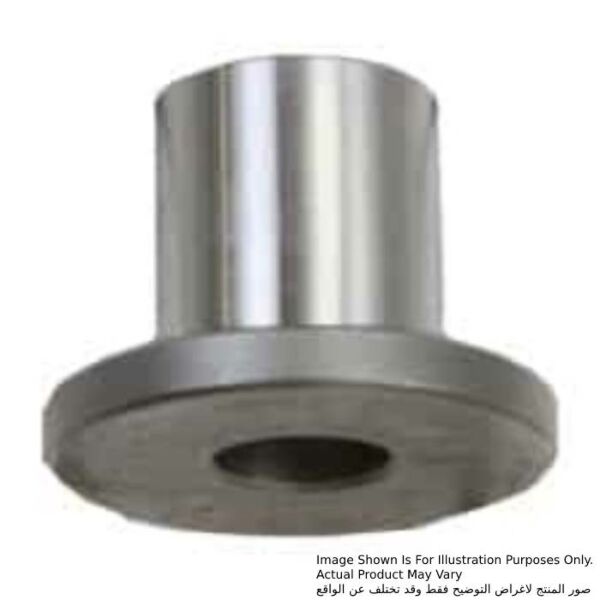 Image Shown Is For Illustration Purposes Only.
Actual Product May Vary
صور المنتج لاغراض التوضيح فقط وقد تختلف عن الواقع